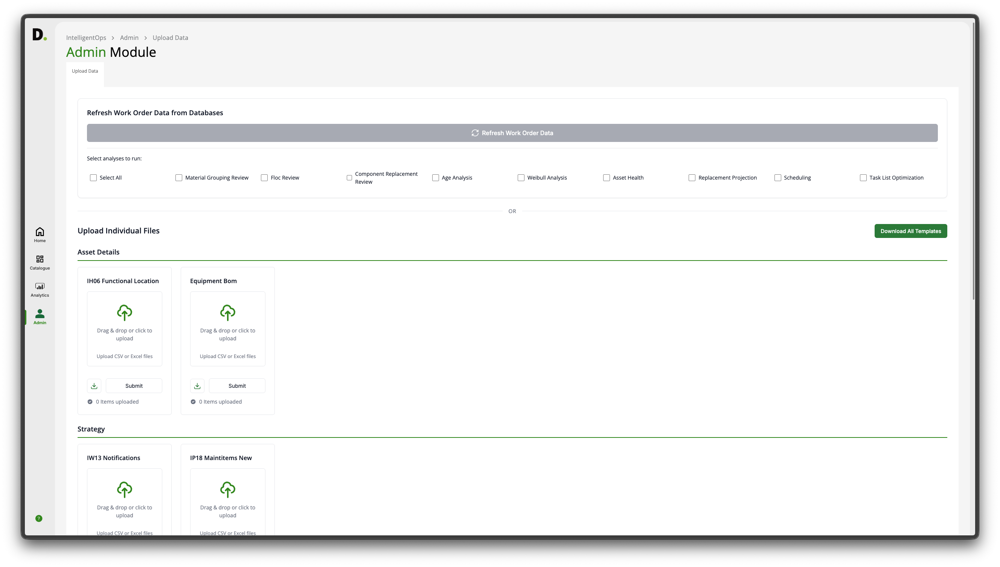 D.
IntelligentOps > Admin > Upload Data
Admin Module
Upload Data
Refresh Work Order Data from Databases
Refresh Work Order Data
Select analyses to run:
Select All
Material Grouping Review
Floc Review
Component Replacement
Review
Age Analysis
Weibull Analysis
Asset Health
Replacement Projection
Scheduling
Task List Optimization
OR
Upload Individual Files
Download All Templates
Home
Catalogue
Analytics
Admin
?
Asset Details
IH06 Functional Location
Drag & drop or click to
upload
Upload CSV or Excel files
Submit
0 Items uploaded
Equipment Bom
Drag & drop or click to
upload
Upload CSV or Excel files
Submit
0 Items uploaded
Strategy
IW13 Notifications
Drag & drop or click to
upload
Upload CSV or Excel files
IP18 Maintitems New
Drag & drop or click to
upload
Upload CSV or Excel files